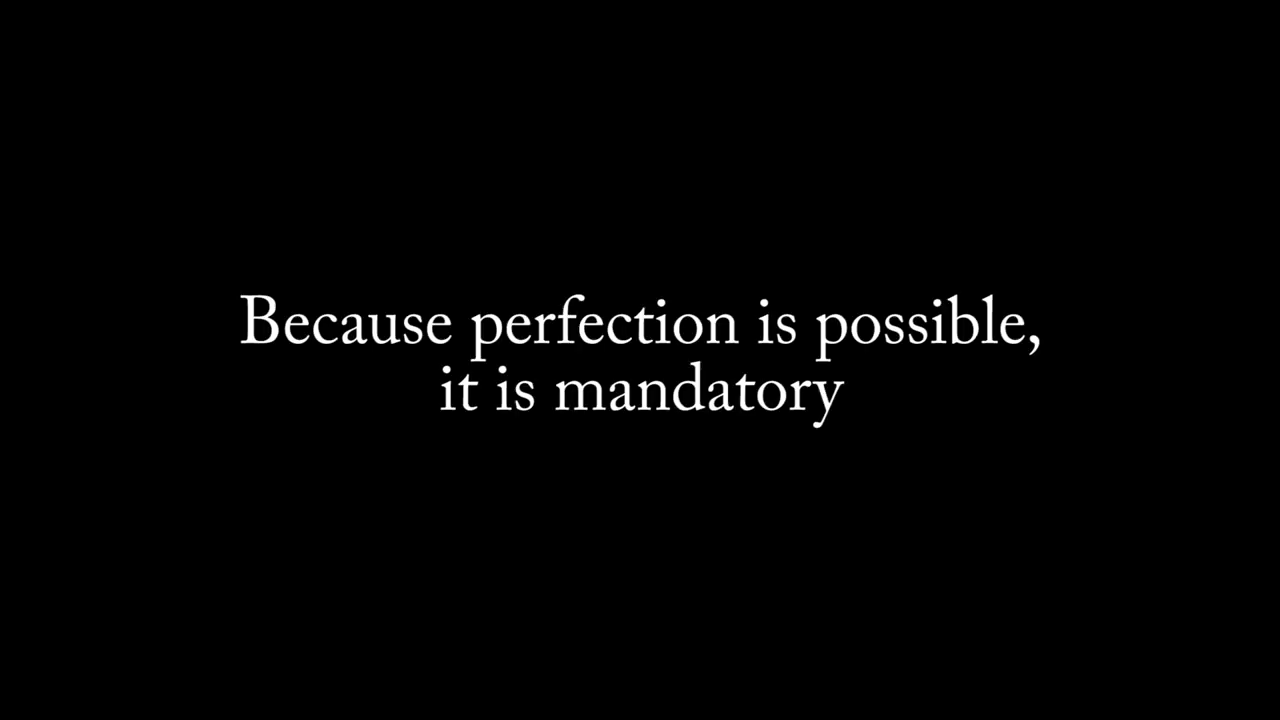 Because perfection is possible,
it is mandatory